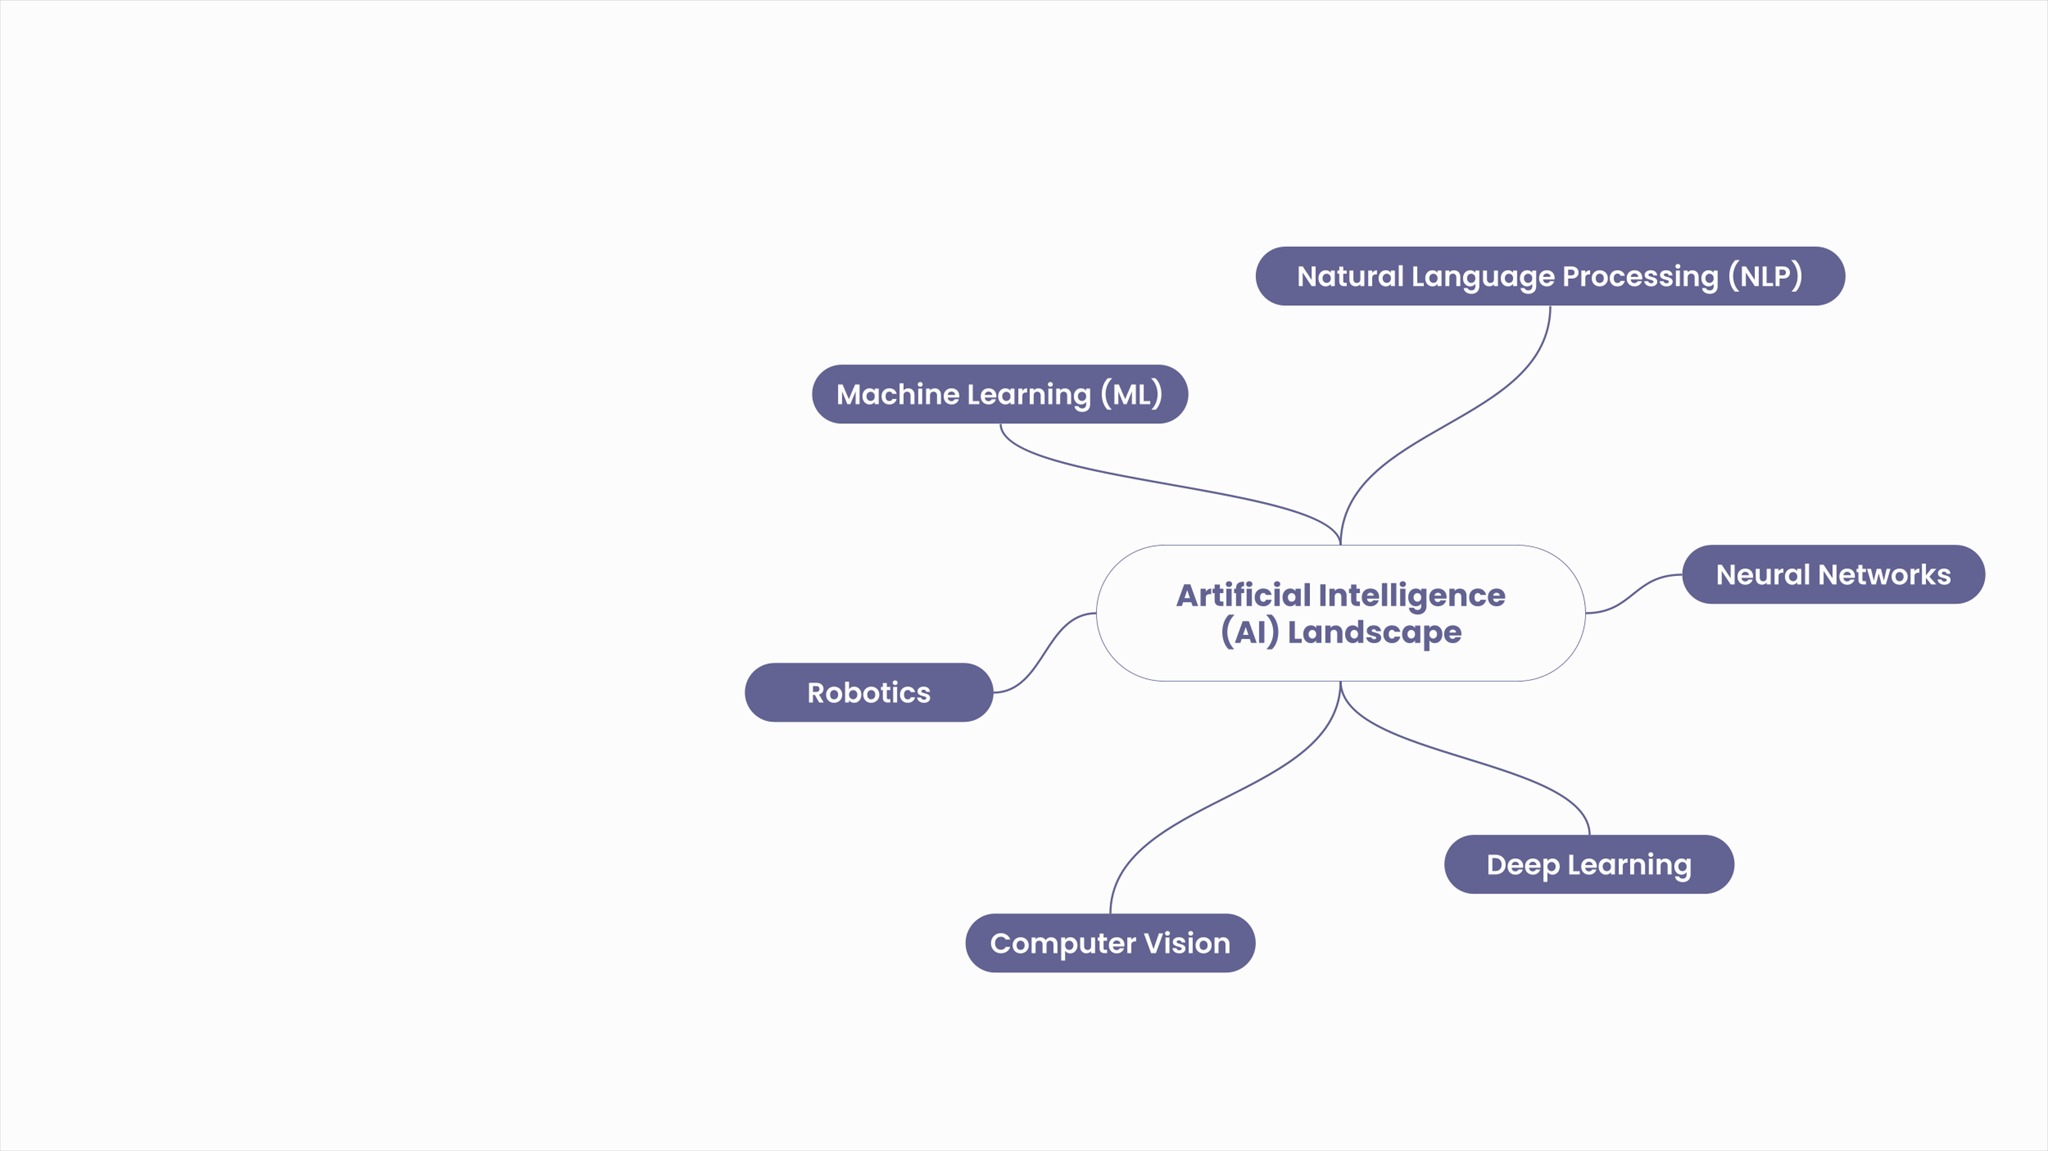 Natural Language Processing (NLP)
Machine Learning (ML)
Neural Networks
Artificial Intelligence
(AI) Landscape
Robotics
Deep Learning
Computer Vision